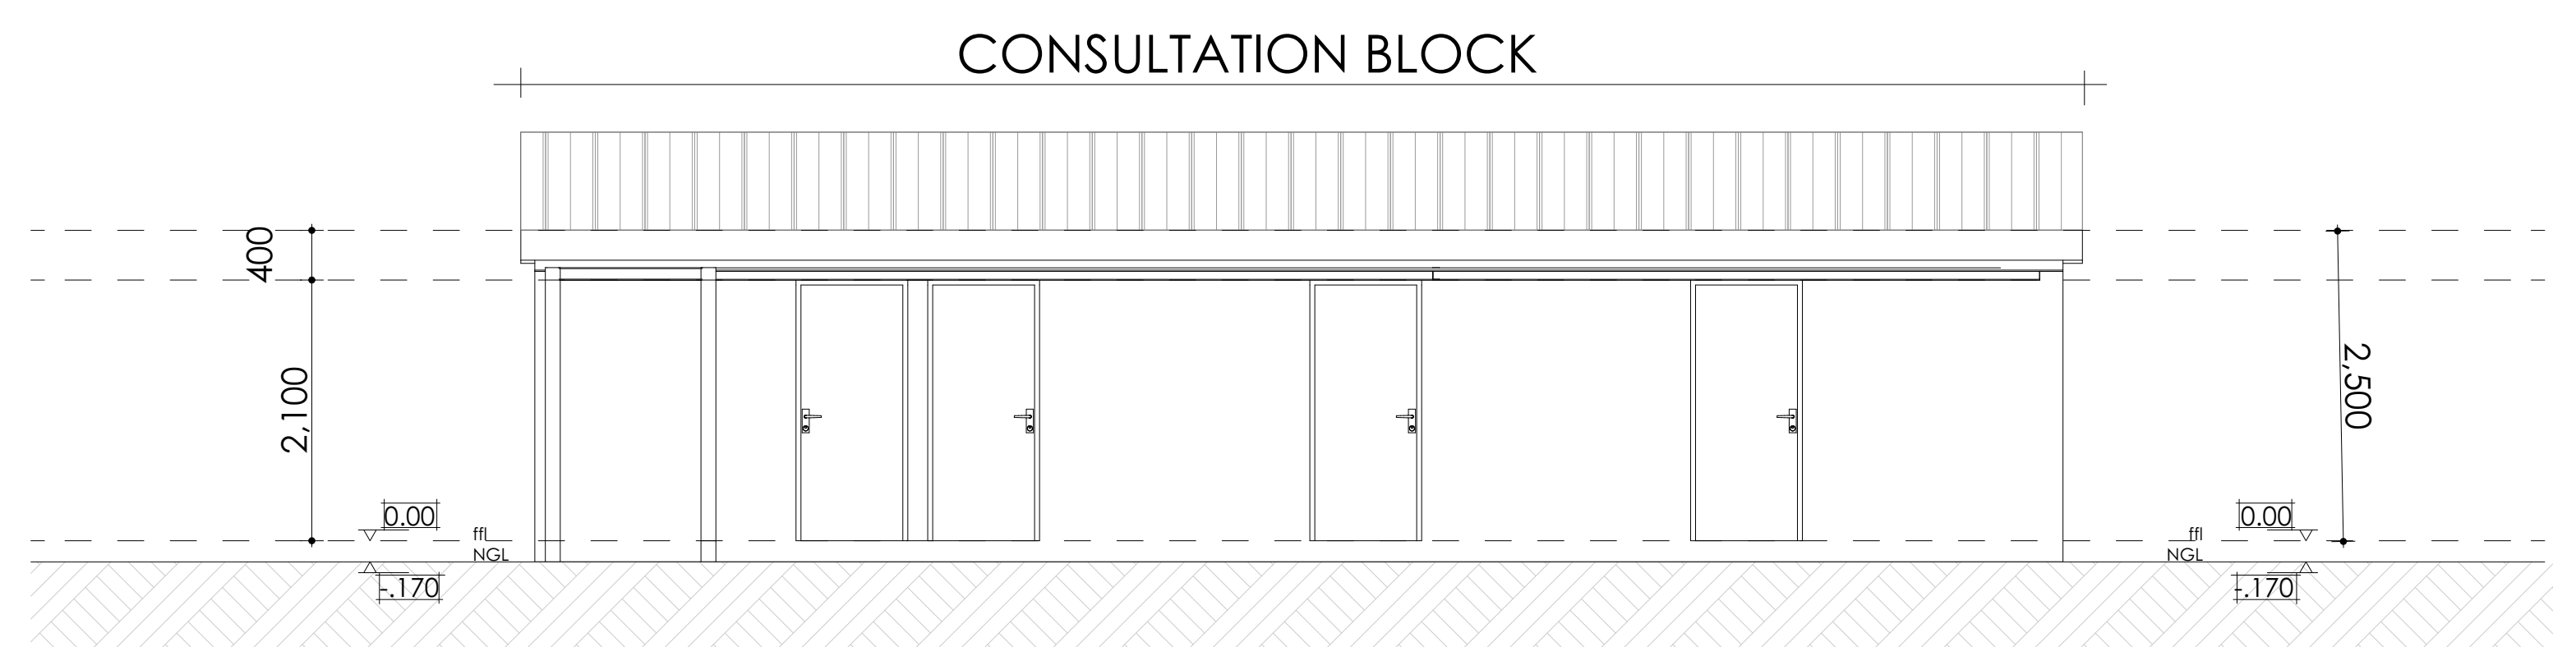 CONSULTATION BLOCK
400
2,100
2,500
0.00
ffl
NGL
-.170
0.00
ffl
NGL
-.170